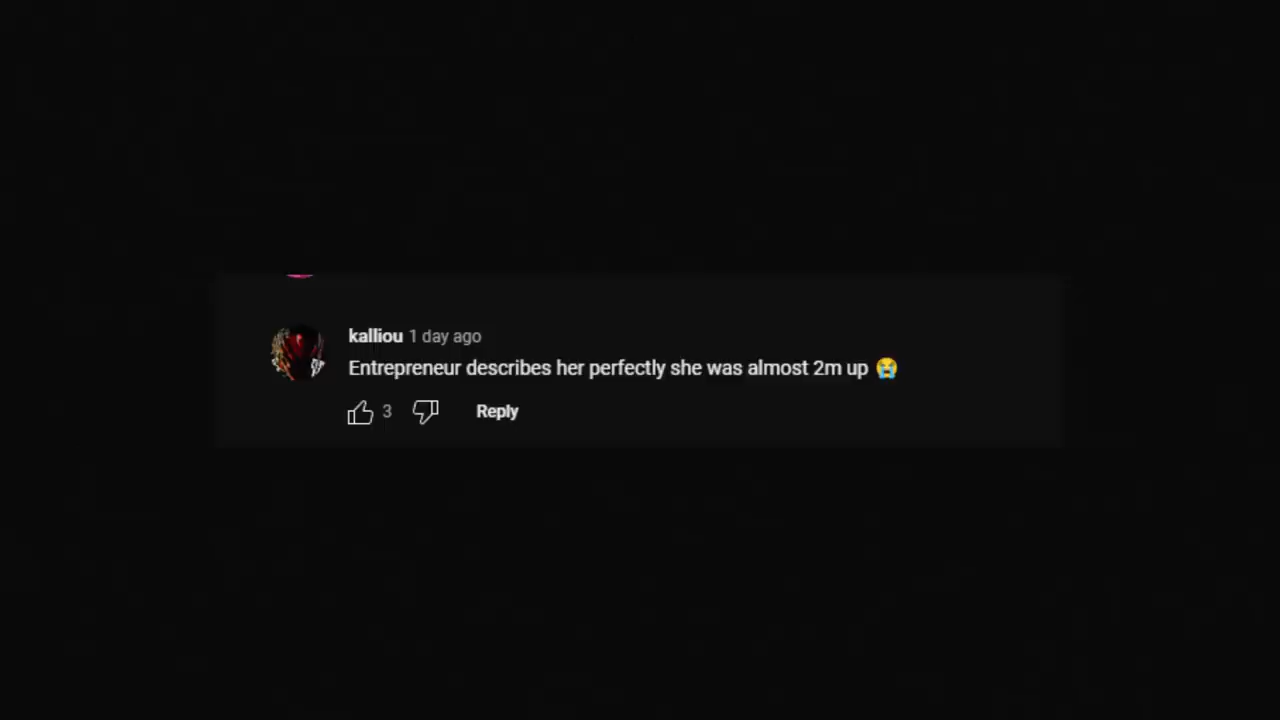 kalliou 1 day ago
Entrepreneur describes her perfectly she was almost 2m up 😭
3 Reply